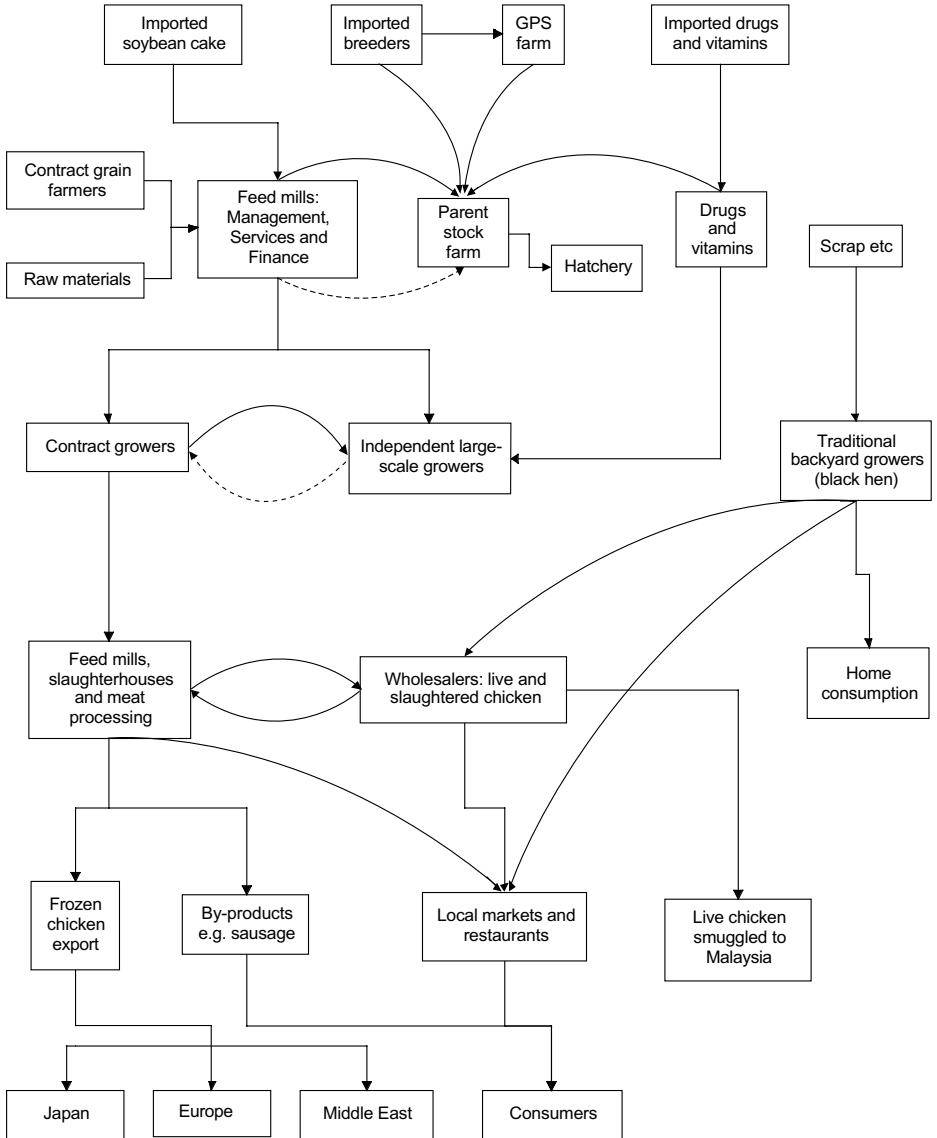 Imported
soybean cake
Imported
breeders
GPS
farm
Imported drugs
and vitamins
Contract grain
farmers
Feed mills:
Management,
Services and
Finance
Parent
stock
farm
Drugs
and
vitamins
Scrap etc
Raw materials
Hatchery
Contract growers
Independent large-
scale growers
Traditional
backyard growers
(black hen)
Feed mills,
slaughterhouses
and meat
processing
Wholesalers: live and
slaughtered chicken
Home
consumption
Frozen
chicken
export
By-products
e.g. sausage
Local markets and
restaurants
Live chicken
smuggled to
Malaysia
Japan
Europe
Middle East
Consumers